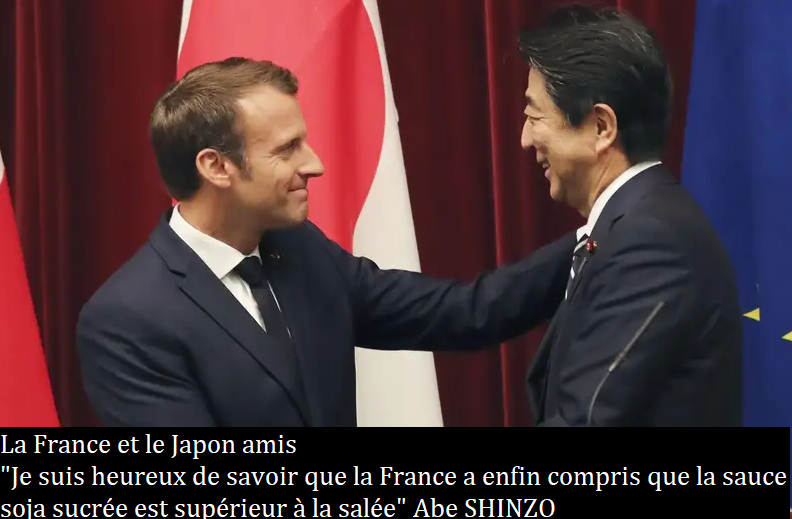 La France et le Japon amis
"Je suis heureux de savoir que la France a enfin compris que la sauce
soja sucrée est supérieur à la salée" Abe SHINZO